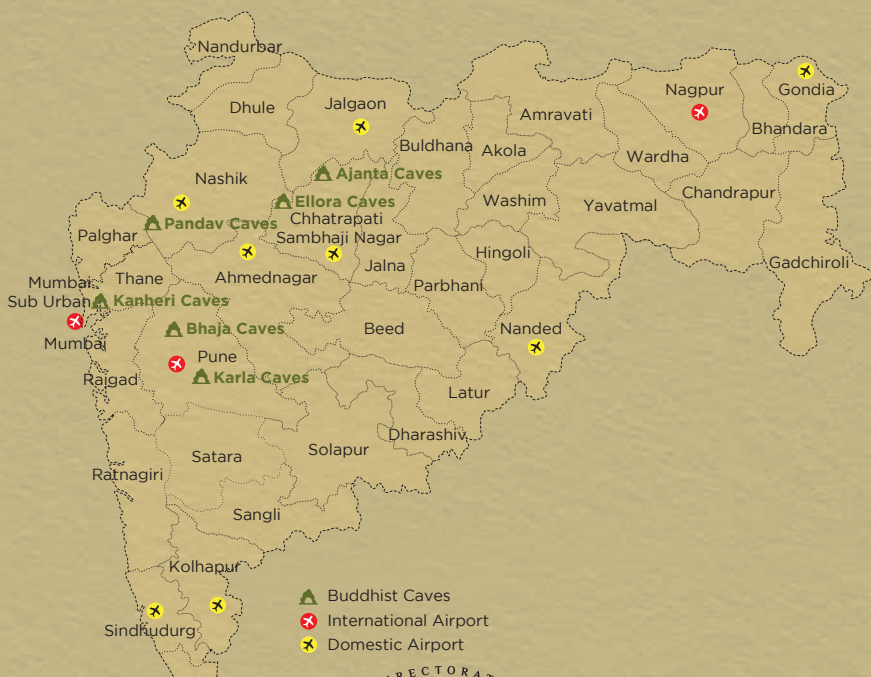 Nandurbar
Dhule
Jalgaon
Nagpur
Gondia
Amravati
Bhandara
Buldhana
Akola
Wardha
Nashik
Ajanta Caves
Ellora Caves
Washim
Yavatmal
Chandrapur
Pandav Caves
Chhatrapati
Sambhaji Nagar
Palghar
Hingoli
Jalna
Gadchiroli
Thane
Ahmednagar
Parbhani
Mumbai
Sub Urban
Kanheri Caves
Bhaja Caves
Beed
Nanded
Mumbai
Pune
Karla Caves
Raigad
Latur
Dharashiv
Solapur
Satara
Ratnagiri
Sangli
Kolhapur
Sindhudurg
Buddhist Caves
International Airport
Domestic Airport